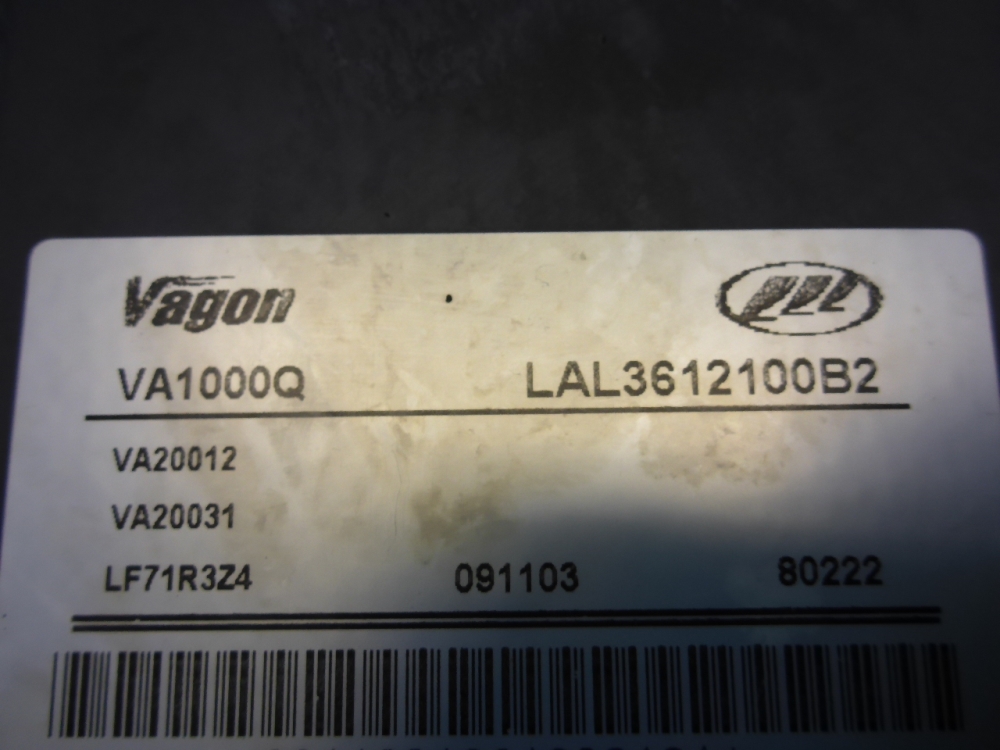 Vagon
VA1000Q LAL3612100B2
VA20012
VA20031
LF71R3Z4 091103 80222